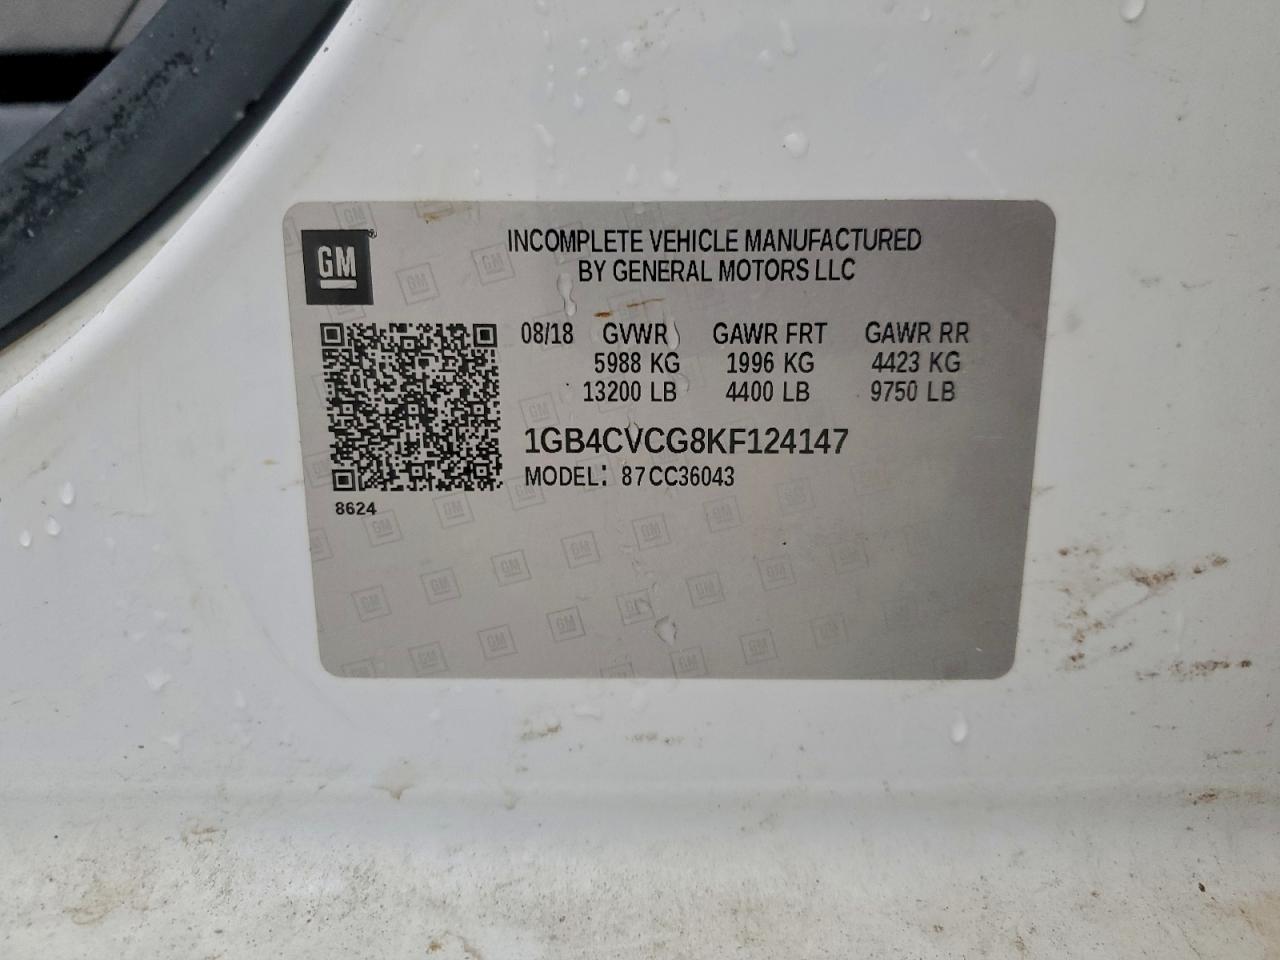 GM®
INCOMPLETE VEHICLE MANUFACTURED
BY GENERAL MOTORS LLC
08/18 GVWR GAWR FRT GAWR RR
5988 KG 1996 KG 4423 KG
13200 LB 4400 LB 9750 LB
1GB4CVCG8KF124147
MODEL: 87CC36043
8624